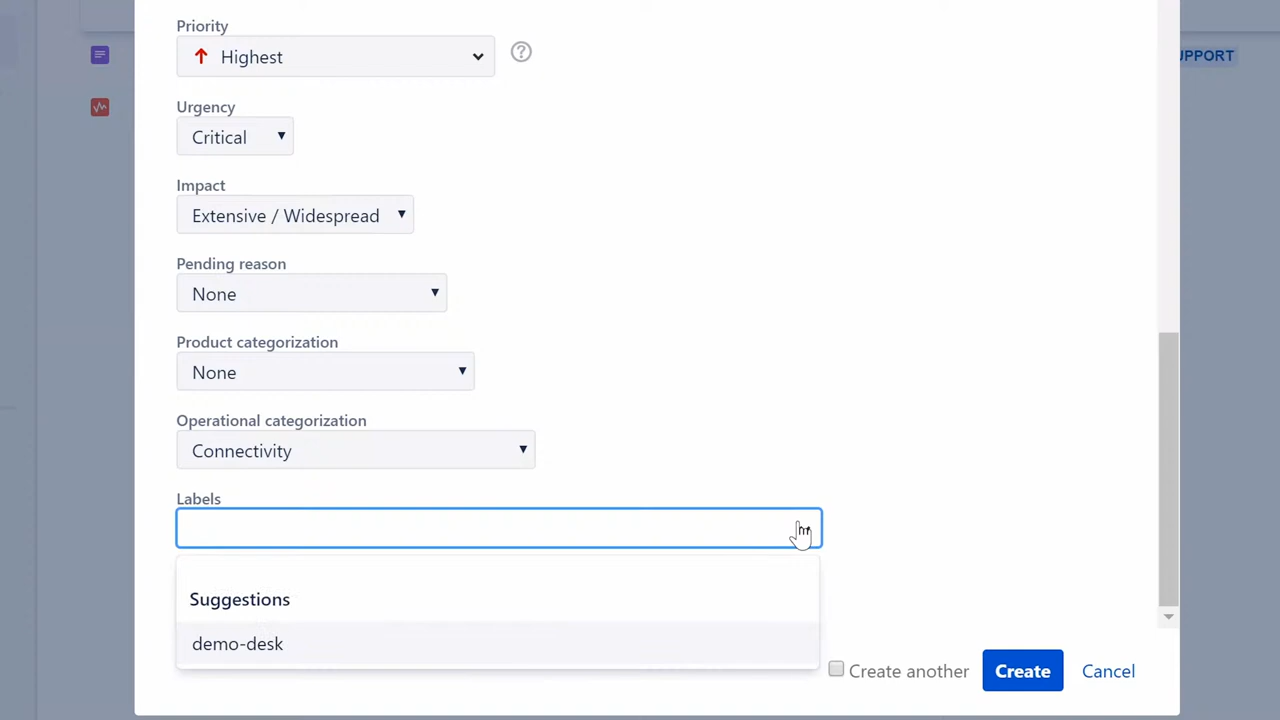 Priority
Highest
UPPORT
Urgency
Critical
Impact
Extensive / Widespread
Pending reason
None
Product categorization
None
Operational categorization
Connectivity
Labels
Suggestions
demo-desk
Create another
Create
Cancel